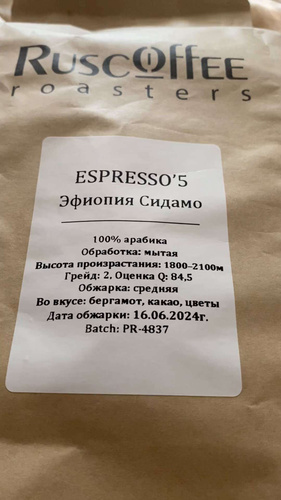 RUSCOFFEE
roasters
ESPRESSO'5
Эфиопия Сидамо
100% арабика
Обработка: мытая
Высота произрастания: 1800–2100м
Грейд: 2, Оценка Q: 84,5
Обжарка: средняя
Во вкусе: бергамот, какао, цветы
Дата обжарки: 16.06.2024г.
Batch: PR-4837